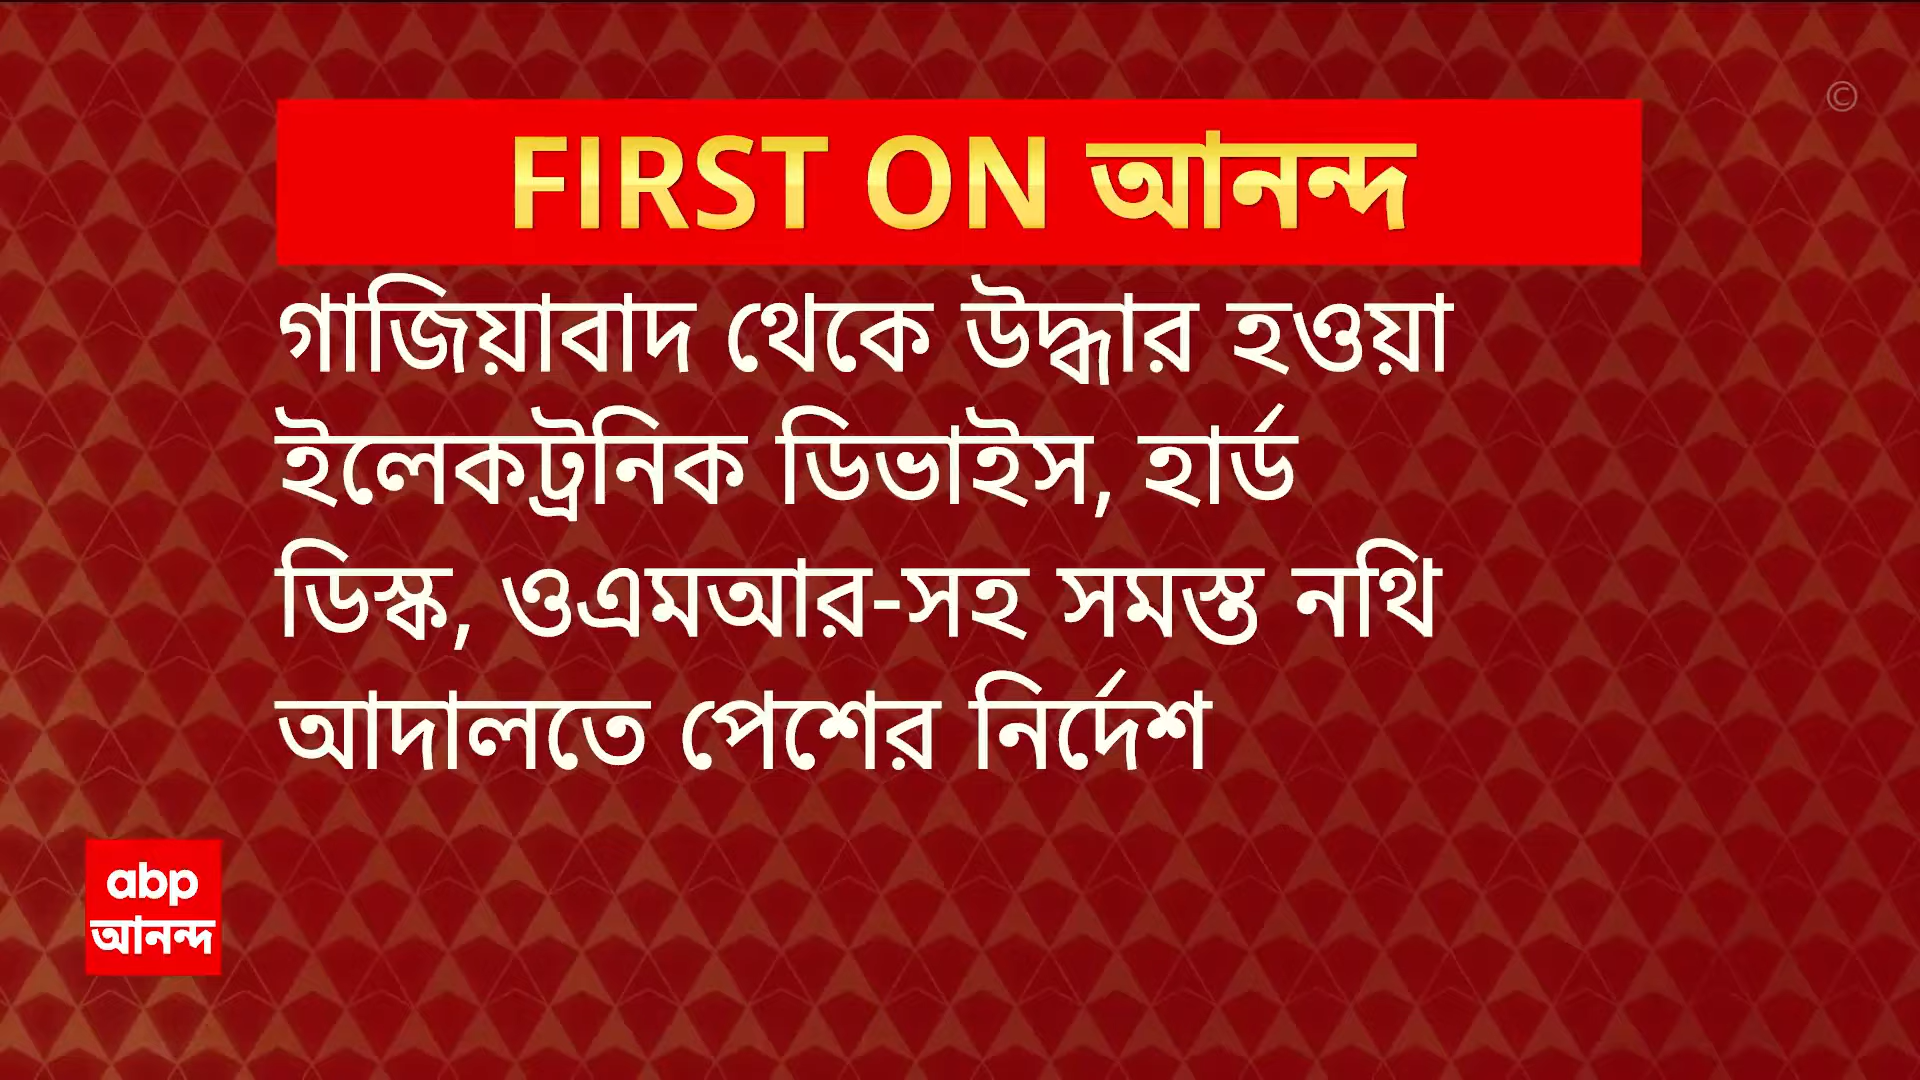 ©
FIRST ON আনন্দ
গাজিয়াবাদ থেকে উদ্ধার হওয়া
ইলেকট্রনিক ডিভাইস, হার্ড
ডিস্ক, ওএমআর-সহ সমস্ত নথি
আদালতে পেশের নির্দেশ
abp
আনন্দ